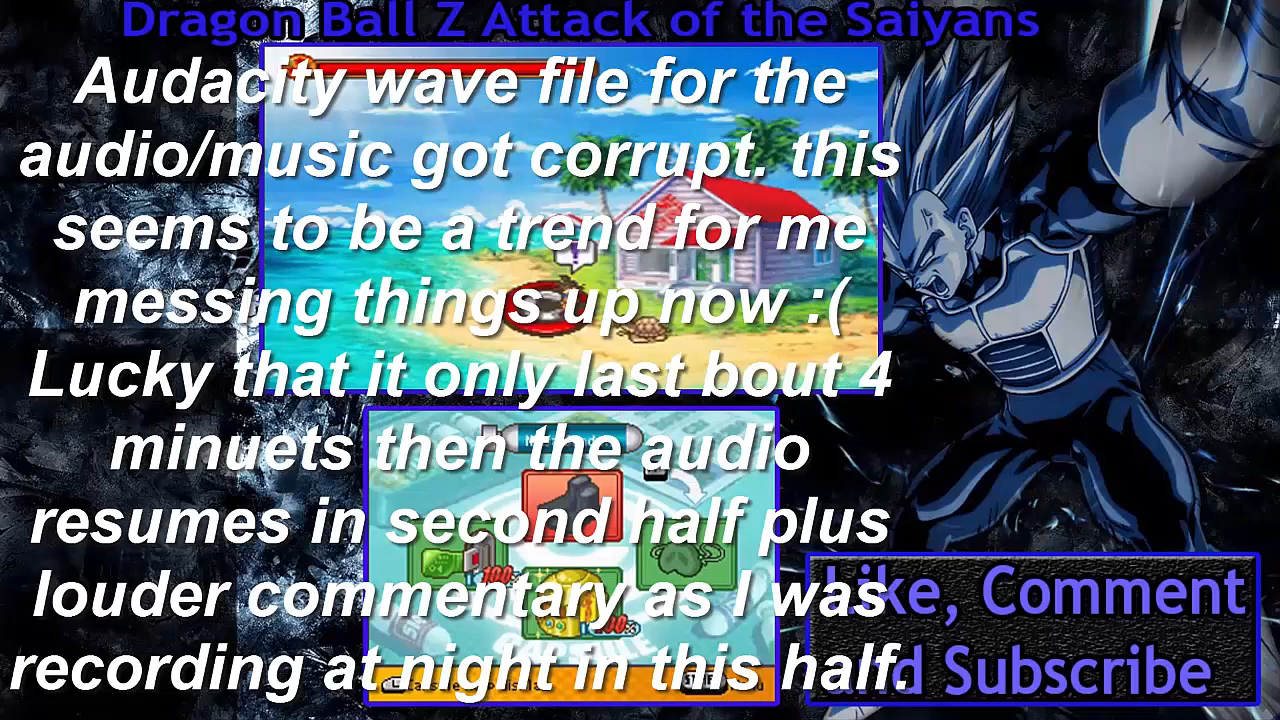 Dragon Ball Z Attack of the Saiyans
Audacity wave file for the
audio/music got corrupt. this
seems to be a trend for me
messing things up now :(
Lucky that it only last bout 4
minuets then the audio
resumes in second half plus
louder commentary as I was
recording at night in this half.
Like, Comment
and Subscribe